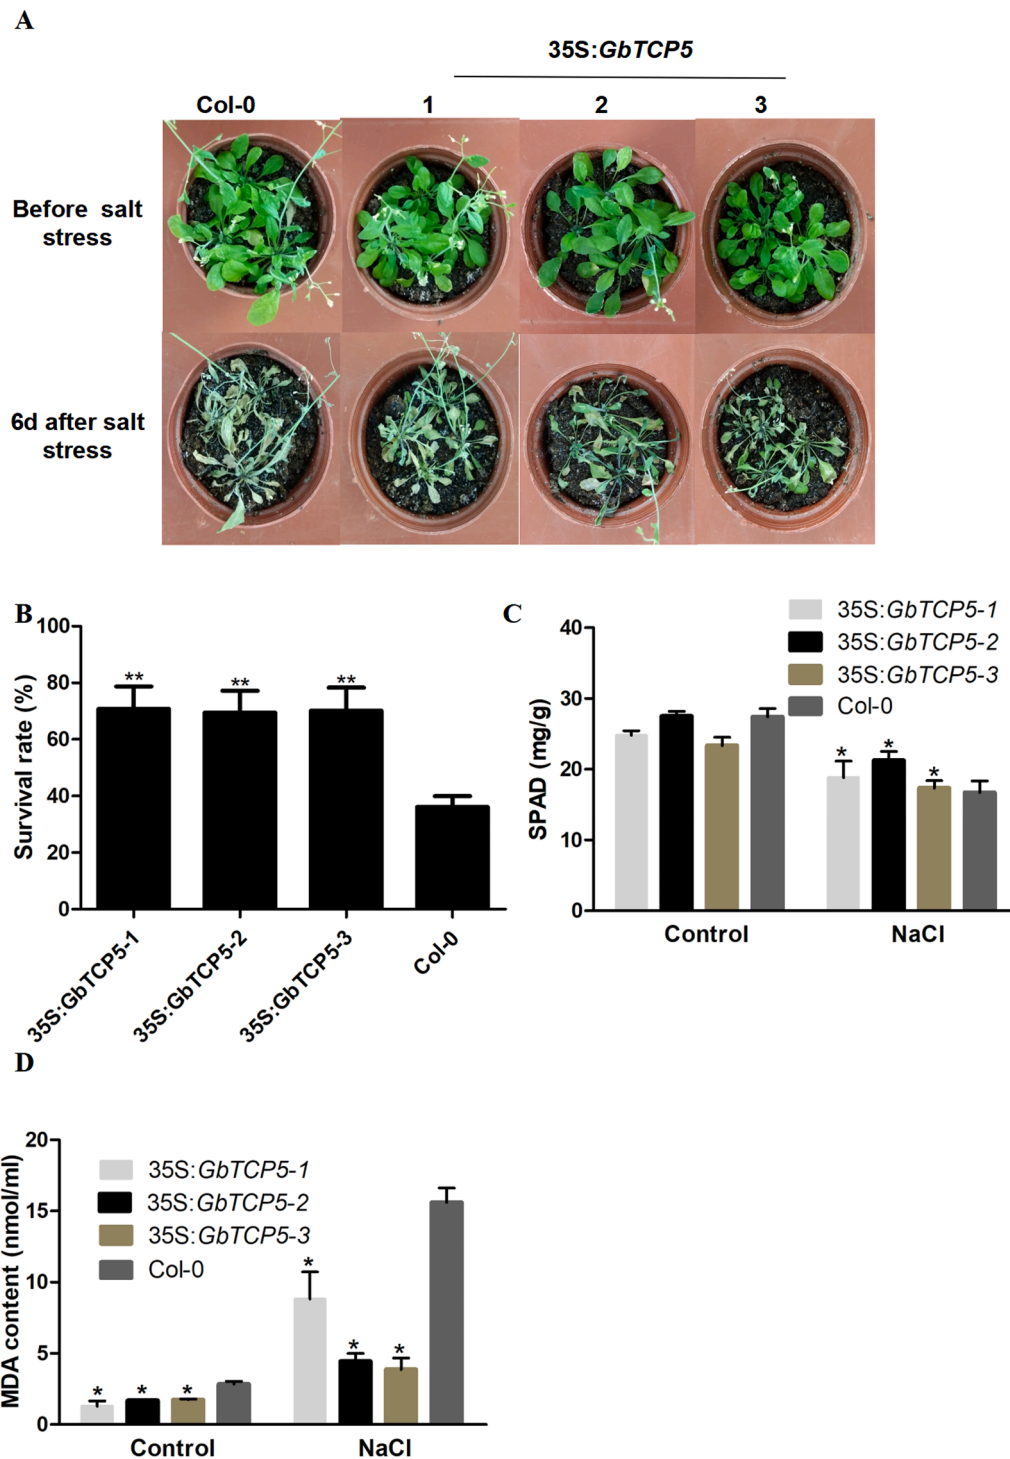 A
35S:GbTCP5
Col-0 1 2 3
Before salt
stress
6d after salt
stress
B
Survival rate (%)
100
80
60
40
20
0
** ** **
35S:GbTCP5-1
35S:GbTCP5-2
35S:GbTCP5-3
Col-0
C
35S:GbTCP5-1
35S:GbTCP5-2
35S:GbTCP5-3
Col-0
SPAD (mg/g)
40
30
20
10
0
* * *
Control NaCl
D
MDA content (nmol/ml)
20
15
10
5
0
35S:GbTCP5-1
35S:GbTCP5-2
35S:GbTCP5-3
Col-0
* * * * * *
Control NaCl